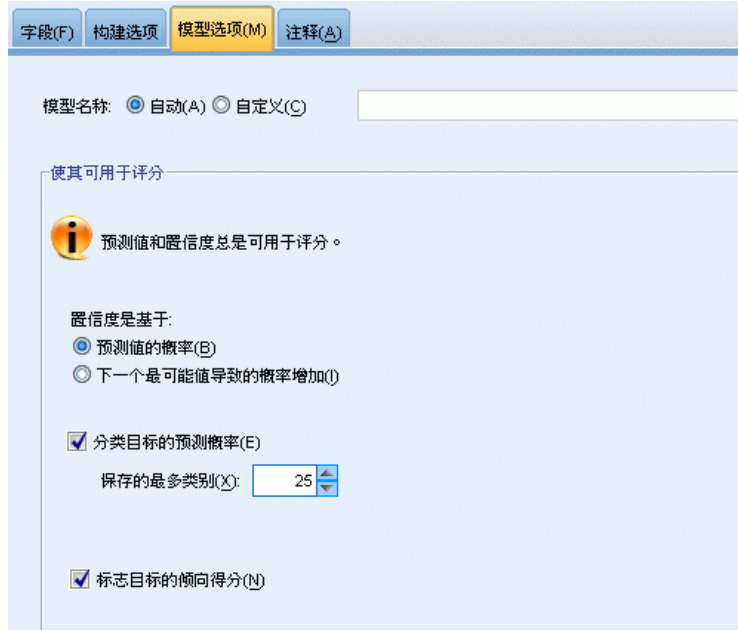 字段(F) 构建选项 模型选项(M) 注释(A)
模型名称: 自动(A) 自定义(C)
使其可用于评分
i 预测值和置信度总是可用于评分。
置信度是基于:
预测值的概率(B)
下一个最可能值导致的概率增加(I)
分类目标的预测概率(E)
保存的最多类别(X): 25
标志目标的倾向得分(N)